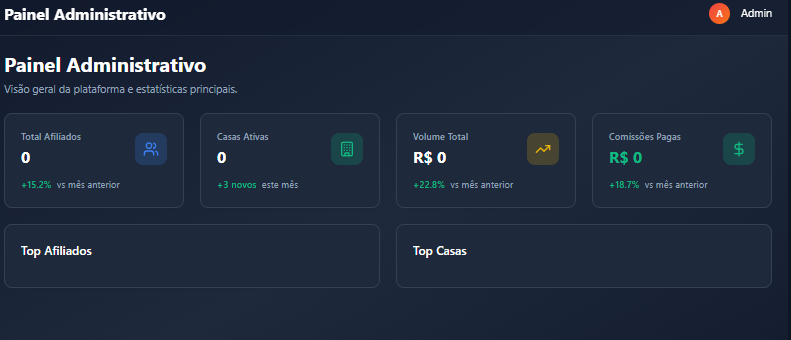 Painel Administrativo
A Admin
Painel Administrativo
Visão geral da plataforma e estatísticas principais.
Total Afiliados
0
+15.2% vs mês anterior
Casas Ativas
0
+3 novos este mês
Volume Total
R$ 0
+22.8% vs mês anterior
Comissões Pagas
R$ 0
+18.7% vs mês anterior
Top Afiliados
Top Casas